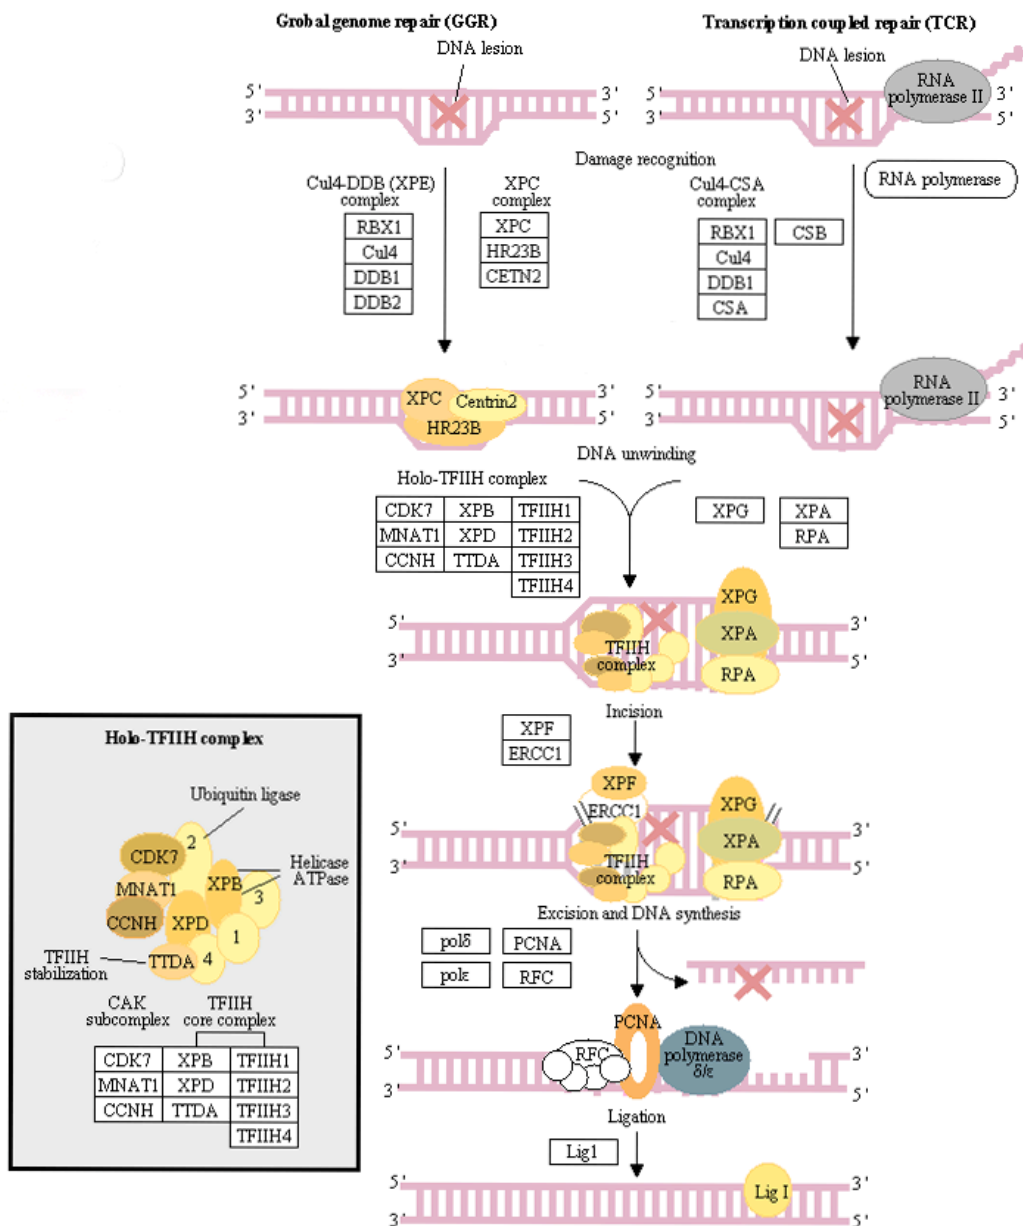 Grobal genome repair (GGR)
Transcription coupled repair (TCR)
DNA lesion
DNA lesion
RNA
polymerase II
5'
3'
3'
5'
5'
3'
3'
5'
Damage recognition
RNA polymerase
Cul4-DDB (XPE)
complex
RBX1
Cul4
DDB1
DDB2
XPC
complex
XPC
HR23B
CETN2
Cul4-CSA
complex
RBX1
Cul4
DDB1
CSA
CSB
5'
3'
3'
5'
XPC
Centrin2
HR23B
5'
3'
3'
5'
RNA
polymerase II
DNA unwinding
Holo-TFIIH complex
CDK7 XPB TFIIH1
MNAT1 XPD TFIIH2
CCNH TTDA TFIIH3
TFIIH4
XPG
XPA
RPA
5'
3'
3'
5'
TFIIH
complex
XPG
XPA
RPA
Incision
XPF
ERCC1
5'
3'
3'
5'
XPF
ERCC1
TFIIH
complex
XPG
XPA
RPA
Excision and DNA synthesis
polδ
PCNA
polε
RFC
5'
3'
3'
5'
RFC
PCNA
DNA
polymerase
δ/ε
Ligation
Lig1
5'
3'
3'
5'
Lig I
Holo-TFIIH complex
Ubiquitin ligase
2
CDK7
MNAT1
CCNH
XPB
XPD
3
1
TTDA
4
Helicase
ATPase
TFIIH
stabilization
CAK
subcomplex
TFIIH
core complex
CDK7 XPB TFIIH1
MNAT1 XPD TFIIH2
CCNH TTDA TFIIH3
TFIIH4